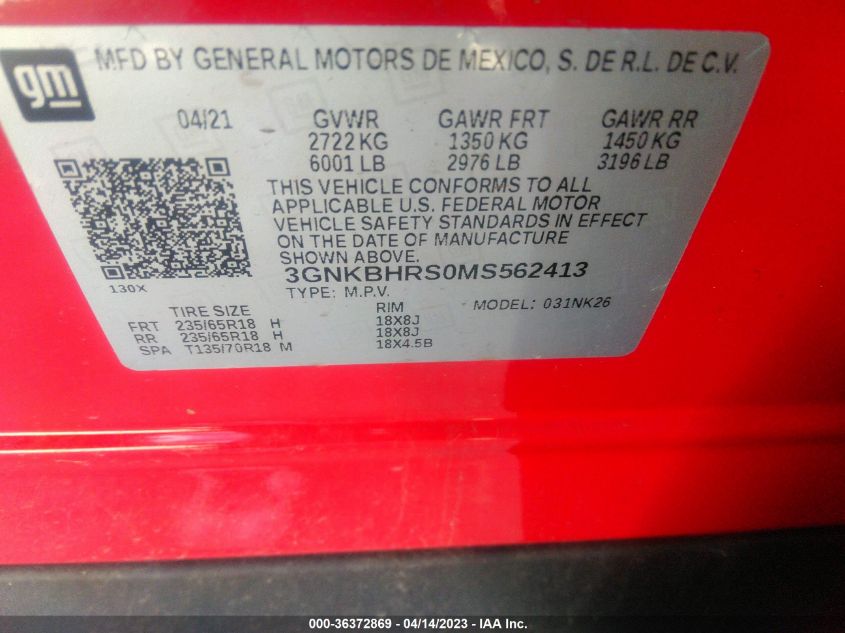 gm
MFD BY GENERAL MOTORS DE MEXICO, S. DE R.L. DE C.V.
04/21 GVWR GAWR FRT GAWR RR
2722 KG 1350 KG 1450 KG
6001 LB 2976 LB 3196 LB
THIS VEHICLE CONFORMS TO ALL
APPLICABLE U.S. FEDERAL MOTOR
VEHICLE SAFETY STANDARDS IN EFFECT
ON THE DATE OF MANUFACTURE
SHOWN ABOVE.
130X
3GNKBHRS0MS562413
TYPE: M.P.V.
MODEL: 031NK26
TIRE SIZE RIM
FRT 235/65R18 H 18X8J
RR 235/65R18 H 18X8J
SPA T135/70R18 M 18X4.5B
000-36372869 - 04/14/2023 - IAA Inc.